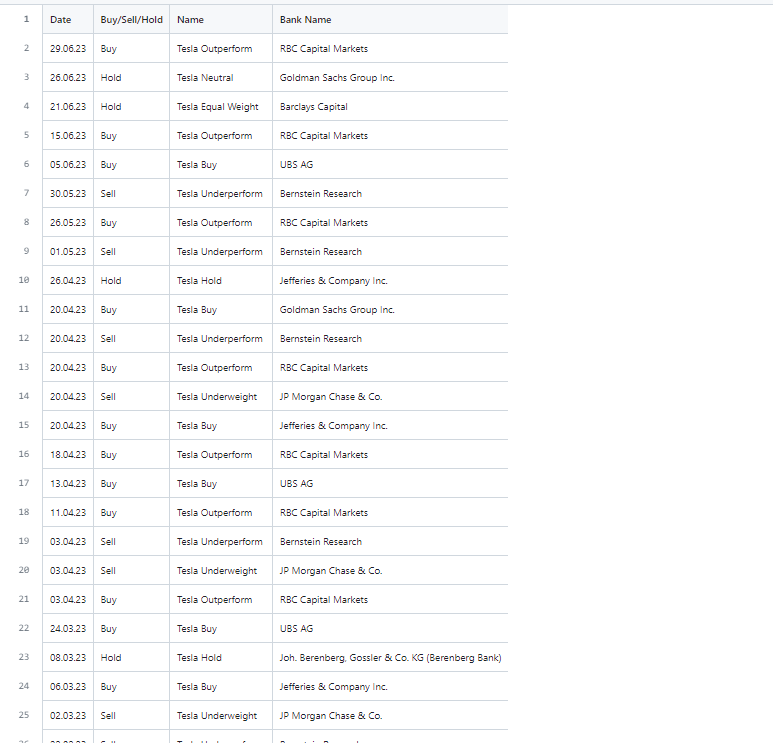 1 Date Buy/Sell/Hold Name Bank Name
2 29.06.23 Buy Tesla Outperform RBC Capital Markets
3 26.06.23 Hold Tesla Neutral Goldman Sachs Group Inc.
4 21.06.23 Hold Tesla Equal Weight Barclays Capital
5 15.06.23 Buy Tesla Outperform RBC Capital Markets
6 05.06.23 Buy Tesla Buy UBS AG
7 30.05.23 Sell Tesla Underperform Bernstein Research
8 26.05.23 Buy Tesla Outperform RBC Capital Markets
9 01.05.23 Sell Tesla Underperform Bernstein Research
10 26.04.23 Hold Tesla Hold Jefferies & Company Inc.
11 20.04.23 Buy Tesla Buy Goldman Sachs Group Inc.
12 20.04.23 Sell Tesla Underperform Bernstein Research
13 20.04.23 Buy Tesla Outperform RBC Capital Markets
14 20.04.23 Sell Tesla Underweight JP Morgan Chase & Co.
15 20.04.23 Buy Tesla Buy Jefferies & Company Inc.
16 18.04.23 Buy Tesla Outperform RBC Capital Markets
17 13.04.23 Buy Tesla Buy UBS AG
18 11.04.23 Buy Tesla Outperform RBC Capital Markets
19 03.04.23 Sell Tesla Underperform Bernstein Research
20 03.04.23 Sell Tesla Underweight JP Morgan Chase & Co.
21 03.04.23 Buy Tesla Outperform RBC Capital Markets
22 24.03.23 Buy Tesla Buy UBS AG
23 08.03.23 Hold Tesla Hold Joh. Berenberg, Gossler & Co. KG (Berenberg Bank)
24 06.03.23 Buy Tesla Buy Jefferies & Company Inc.
25 02.03.23 Sell Tesla Underweight JP Morgan Chase & Co.